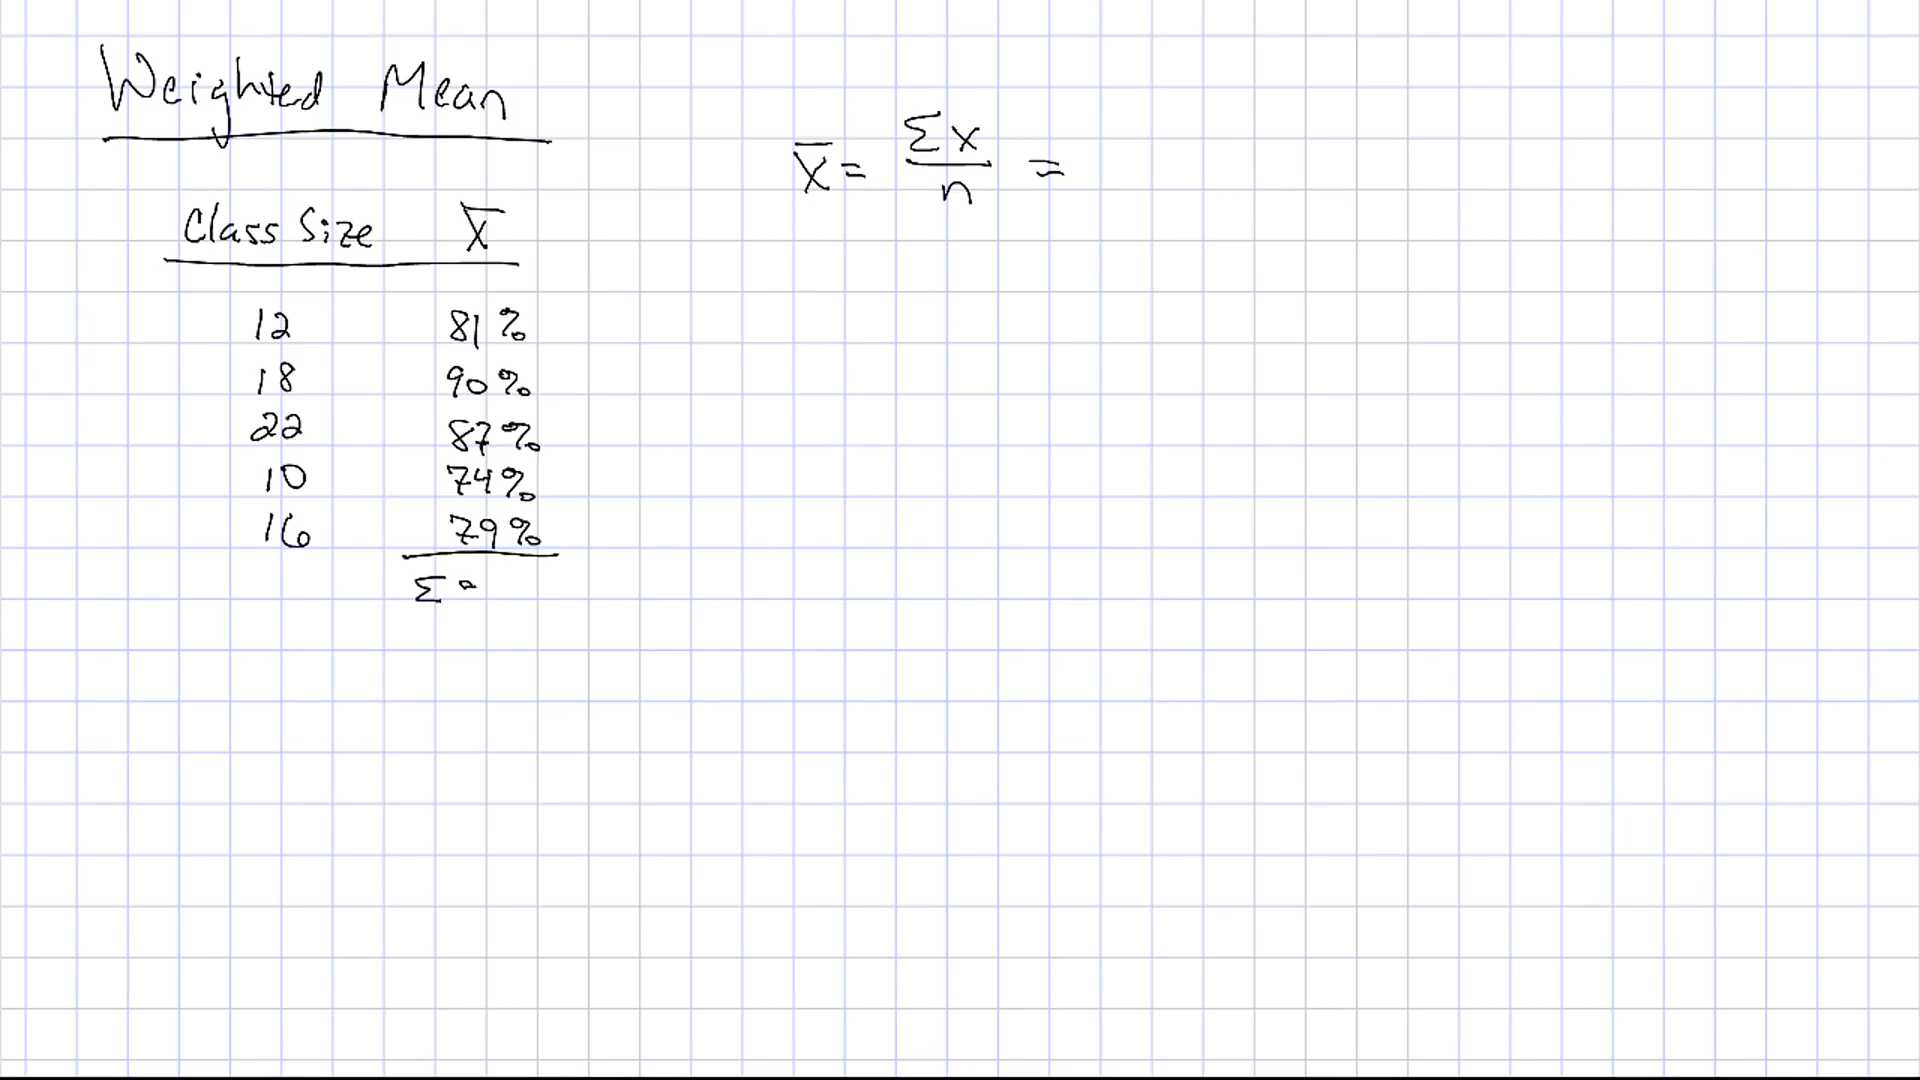 Weighted Mean
X̄ = Σx/n =
Class Size X̄
12 81%
18 90%
22 87%
10 74%
16 79%
Σ =